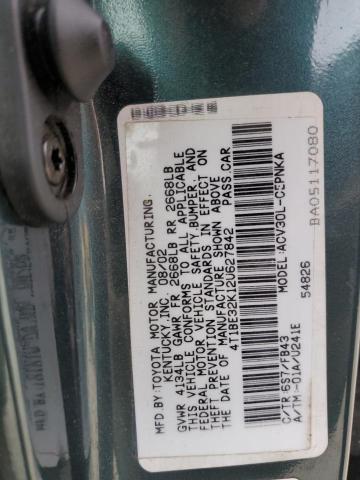 MFD.BY:TOYOTA MOTOR MANUFACTURING,
KENTUCKY,INC. 08/02
GVWR 4134LB GAWR FR 2668LB RR 2668LB
THIS VEHICLE CONFORMS TO ALL APPLICABLE
FEDERAL MOTOR VEHICLE SAFETY, BUMPER, AND
THEFT PREVENTION STANDARDS IN EFFECT ON
THE DATE OF MANUFACTURE SHOWN ABOVE.
4T1BE32K12U627842 PASS.CAR
MODEL:ACV30L-CEPNKA
54826
C/TR:6S7/FB43
A/TM:-01A/U241E
BA05117080